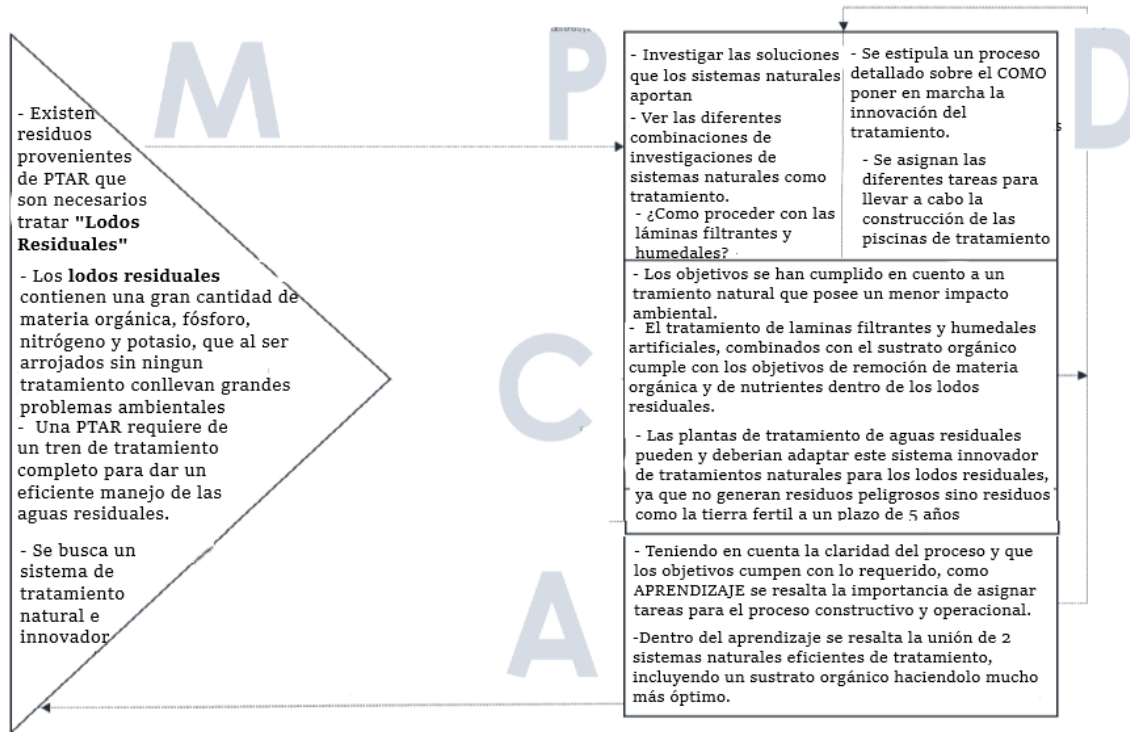 M
P
D
- Existen
residuos
provenientes
de PTAR que
son necesarios
tratar "Lodos
Residuales"
- Los lodos residuales
contienen una gran cantidad de
materia orgánica, fósforo,
nitrógeno y potasio, que al ser
arrojados sin ningun
tratamiento conllevan grandes
problemas ambientales
- Una PTAR requiere de
un tren de tratamiento
completo para dar un
eficiente manejo de las
aguas residuales.
- Se busca un
sistema de
tratamiento
natural e
innovador
- Investigar las soluciones
que los sistemas naturales
aportan
- Ver las diferentes
combinaciones de
investigaciones de
sistemas naturales como
tratamiento.
- ¿Como proceder con las
láminas filtrantes y
humedales?
- Se estipula un proceso
detallado sobre el COMO
poner en marcha la
innovación del
tratamiento.
- Se asignan las
diferentes tareas para
llevar a cabo la
construcción de las
piscinas de tratamiento
s
C
- Los objetivos se han cumplido en cuento a un
tramiento natural que posee un menor impacto
ambiental.
- El tratamiento de laminas filtrantes y humedales
artificiales, combinados con el sustrato orgánico
cumple con los objetivos de remoción de materia
orgánica y de nutrientes dentro de los lodos
residuales.
- Las plantas de tratamiento de aguas residuales
pueden y deberian adaptar este sistema innovador
de tratamientos naturales para los lodos residuales,
ya que no generan residuos peligrosos sino residuos
como la tierra fertil a un plazo de 5 años
A
- Teniendo en cuenta la claridad del proceso y que
los objetivos cumpen con lo requerido, como
APRENDIZAJE se resalta la importancia de asignar
tareas para el proceso constructivo y operacional.
-Dentro del aprendizaje se resalta la unión de 2
sistemas naturales eficientes de tratamiento,
incluyendo un sustrato orgánico haciendolo mucho
más óptimo.